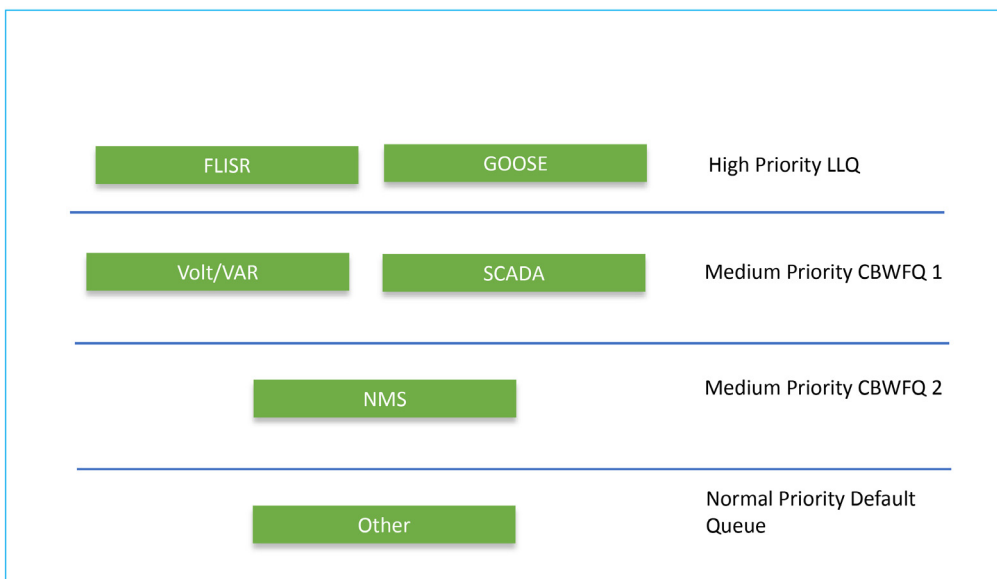 FLISR
GOOSE
High Priority LLQ
Volt/VAR
SCADA
Medium Priority CBWFQ 1
NMS
Medium Priority CBWFQ 2
Other
Normal Priority Default
Queue